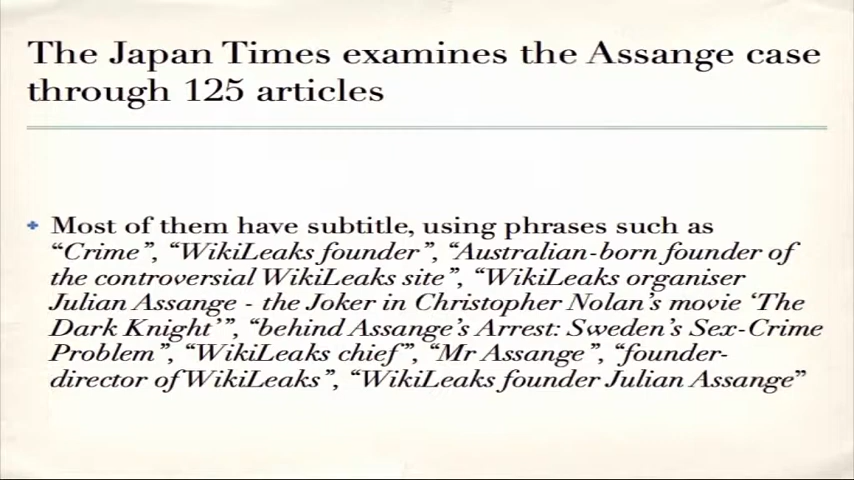 The Japan Times examines the Assange case
through 125 articles
Most of them have subtitle, using phrases such as
“Crime”, “WikiLeaks founder”, “Australian-born founder of
the controversial WikiLeaks site”, “WikiLeaks organiser
Julian Assange - the Joker in Christopher Nolan’s movie ‘The
Dark Knight’”, “behind Assange’s Arrest: Sweden’s Sex-Crime
Problem”, “WikiLeaks chief”, “Mr Assange”, “founder-
director of WikiLeaks”, “WikiLeaks founder Julian Assange”